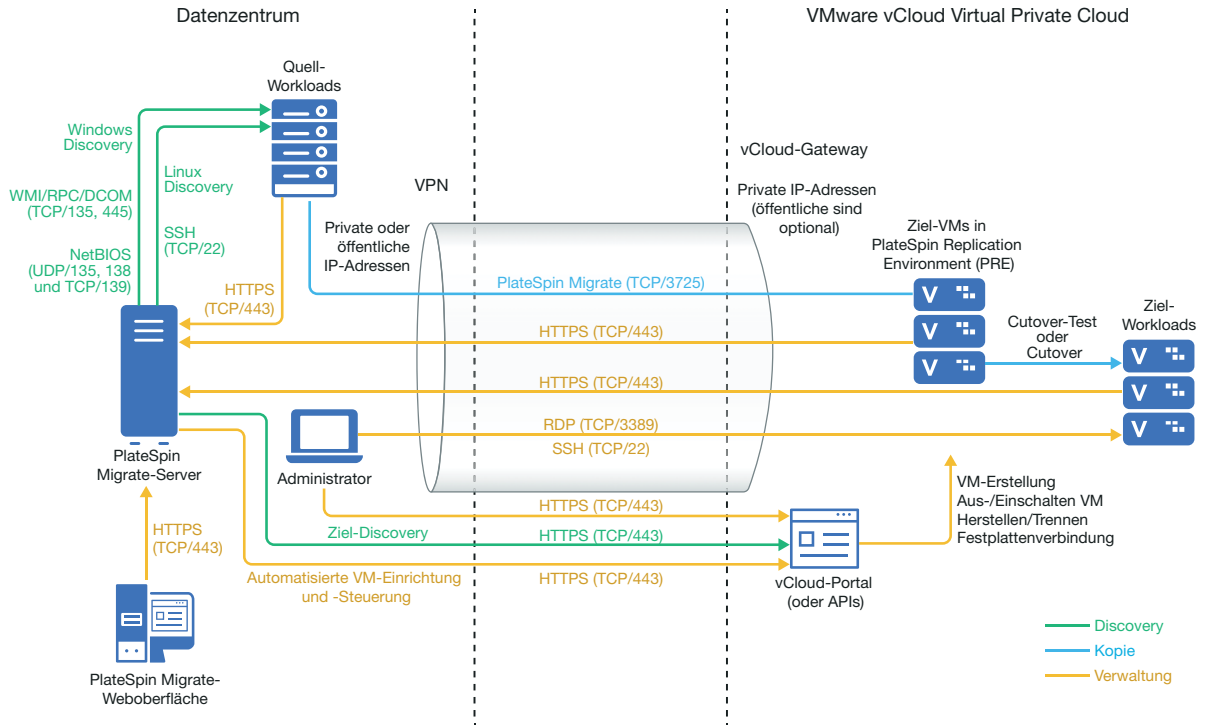 Datenzentrum
VMware vCloud Virtual Private Cloud
Quell-
Workloads
Windows
Discovery
Linux
Discovery
WMI/RPC/DCOM
(TCP/135, 445)
SSH
(TCP/22)
NetBIOS
(UDP/135, 138
und TCP/139)
HTTPS
(TCP/443)
VPN
Private oder
öffentliche
IP-Adressen
vCloud-Gateway
Private IP-Adressen
(öffentliche sind
optional)
Ziel-VMs in
PlateSpin Replication
Environment (PRE)
PlateSpin Migrate (TCP/3725)
HTTPS (TCP/443)
Cutover-Test
oder
Cutover
Ziel-
Workloads
V
V
V
V
V
V
HTTPS (TCP/443)
RDP (TCP/3389)
SSH (TCP/22)
PlateSpin
Migrate-Server
Administrator
HTTPS (TCP/443)
Ziel-Discovery
HTTPS (TCP/443)
Automatisierte VM-Einrichtung
und -Steuerung
HTTPS (TCP/443)
HTTPS
(TCP/443)
VM-Erstellung
Aus-/Einschalten VM
Herstellen/Trennen
Festplattenverbindung
vCloud-Portal
(oder APIs)
PlateSpin Migrate-
Weboberfläche
Discovery
Kopie
Verwaltung